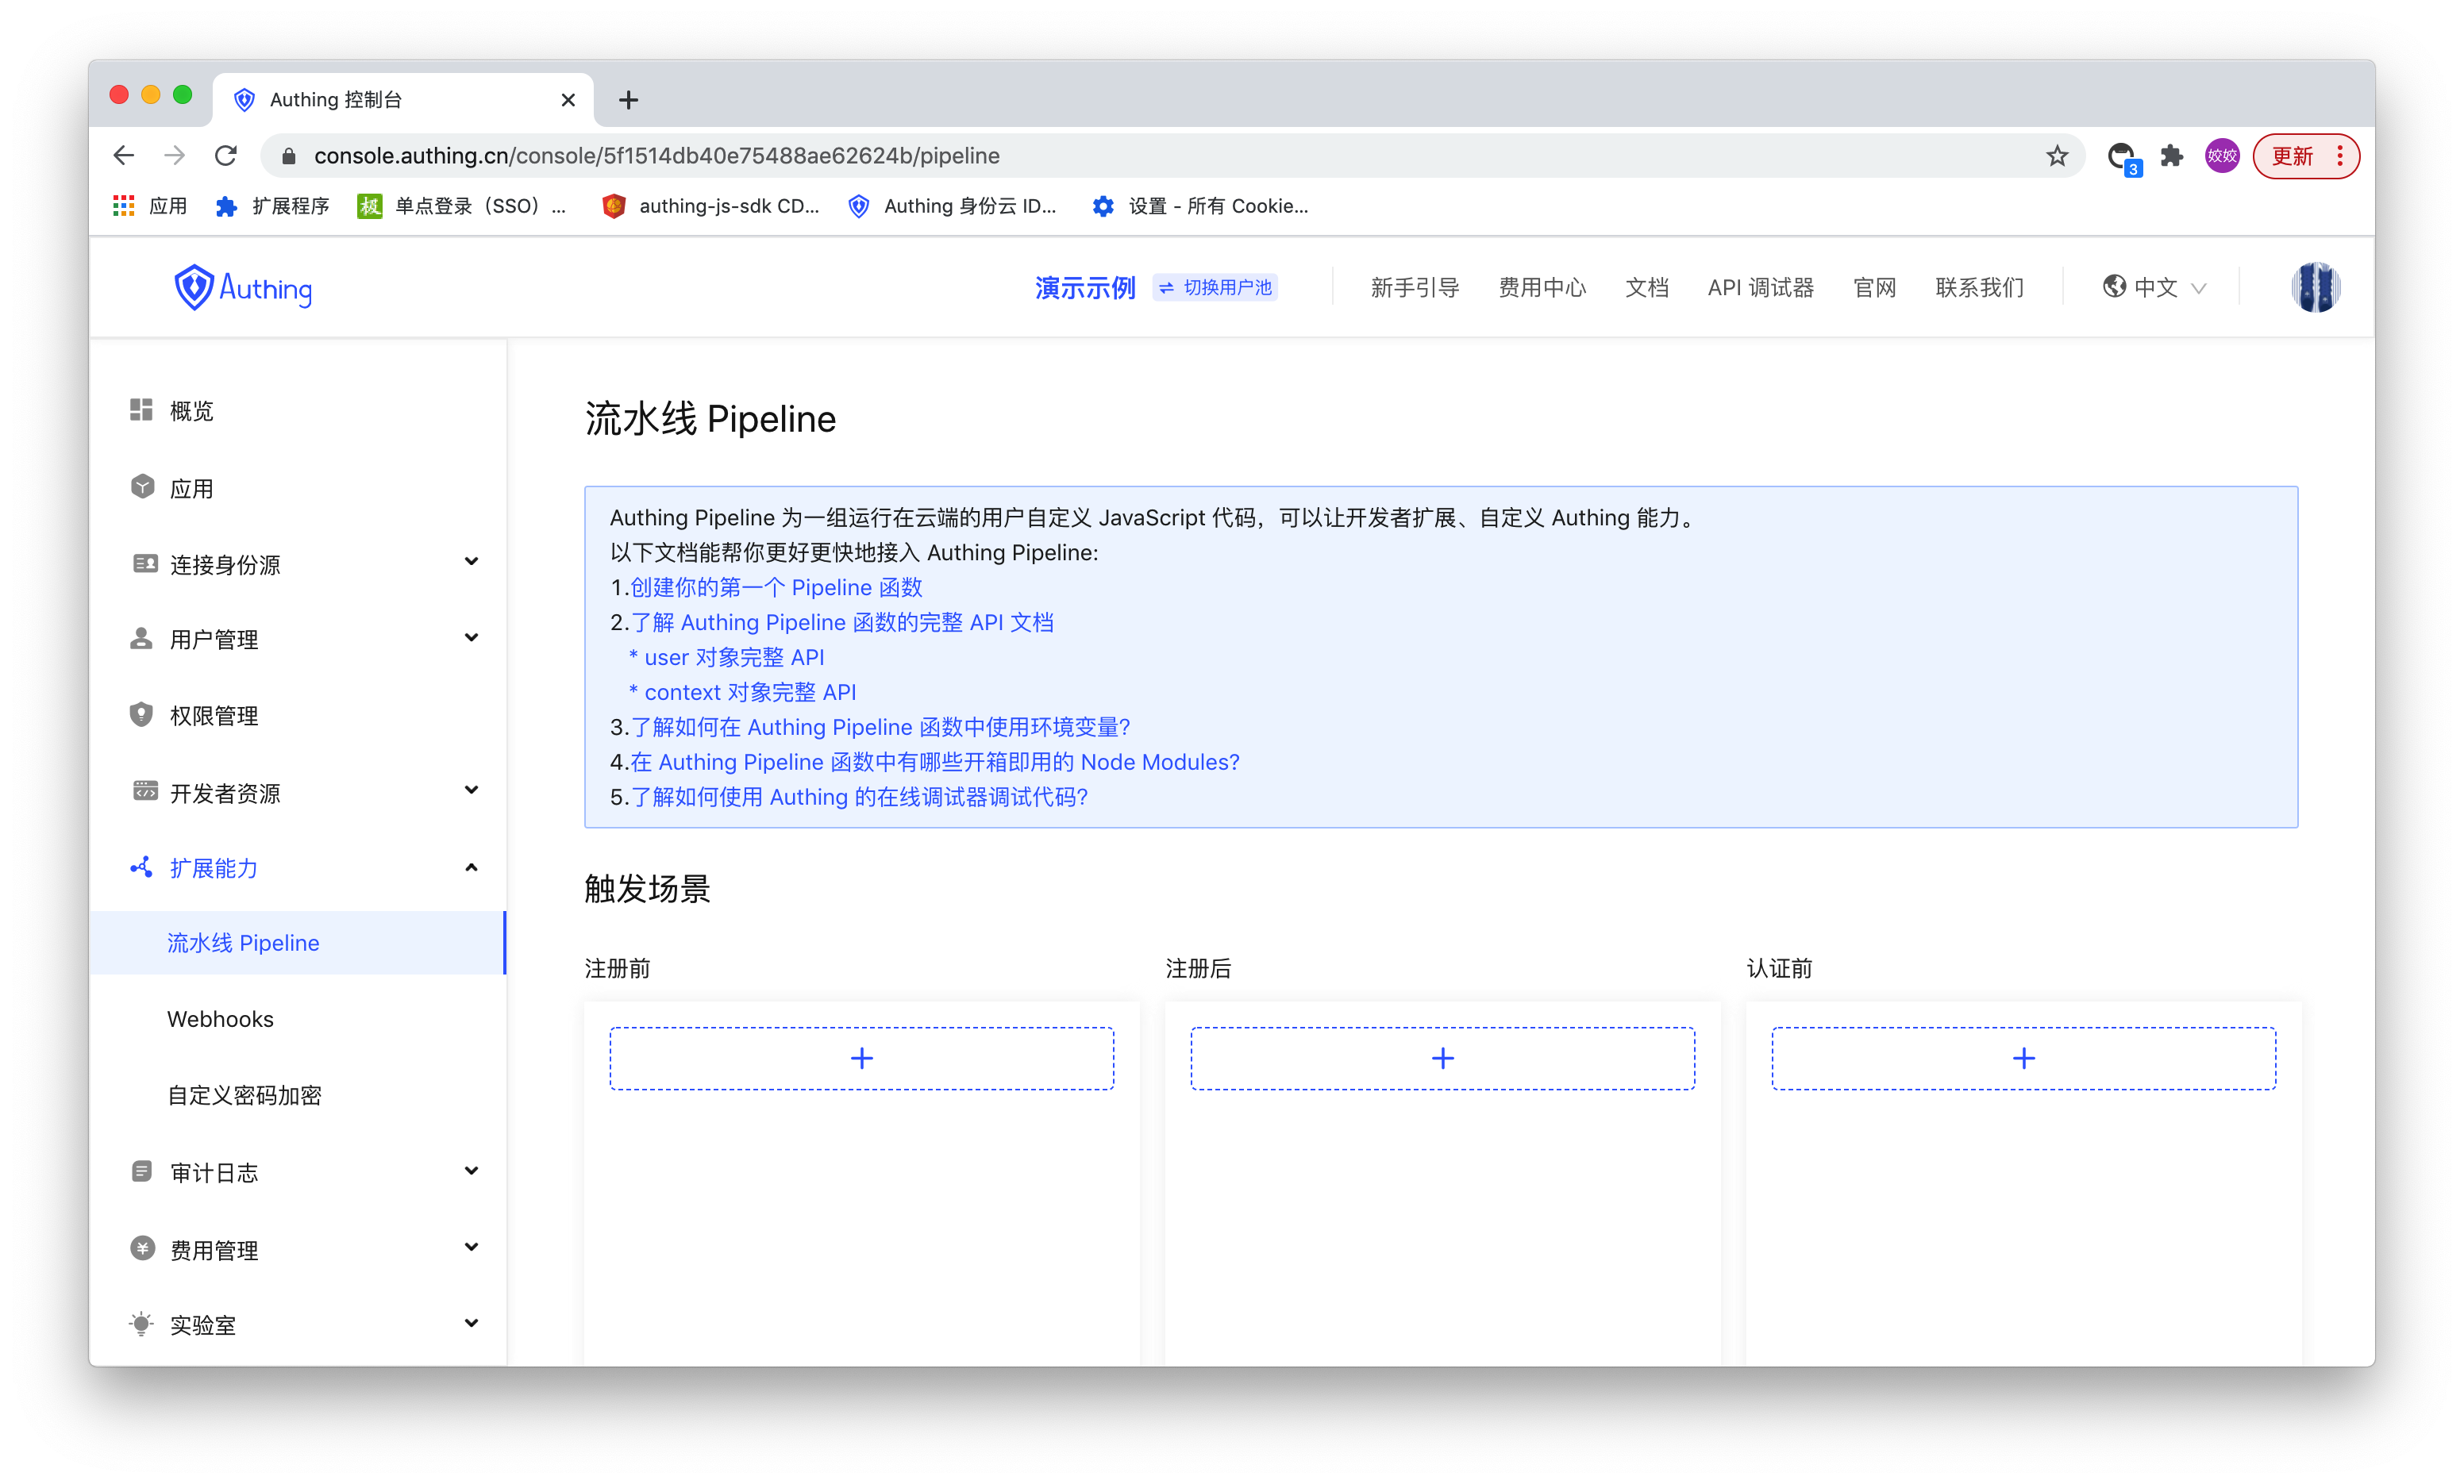 Authing 控制台
console.authing.cn/console/5f1514db40e75488ae62624b/pipeline
3
姣姣
更新
应用
扩展程序
极
单点登录（SSO）...
authing-js-sdk CD...
Authing 身份云 ID...
设置 - 所有 Cookie...
Authing
演示示例
切换用户池
新手引导
费用中心
文档
API 调试器
官网
联系我们
中文
概览
应用
连接身份源
用户管理
权限管理
开发者资源
扩展能力
流水线 Pipeline
Webhooks
自定义密码加密
审计日志
费用管理
实验室
流水线 Pipeline
Authing Pipeline 为一组运行在云端的用户自定义 JavaScript 代码，可以让开发者扩展、自定义 Authing 能力。
以下文档能帮你更好更快地接入 Authing Pipeline:
1.创建你的第一个 Pipeline 函数
2.了解 Authing Pipeline 函数的完整 API 文档
* user 对象完整 API
* context 对象完整 API
3.了解如何在 Authing Pipeline 函数中使用环境变量?
4.在 Authing Pipeline 函数中有哪些开箱即用的 Node Modules?
5.了解如何使用 Authing 的在线调试器调试代码?
触发场景
注册前
注册后
认证前